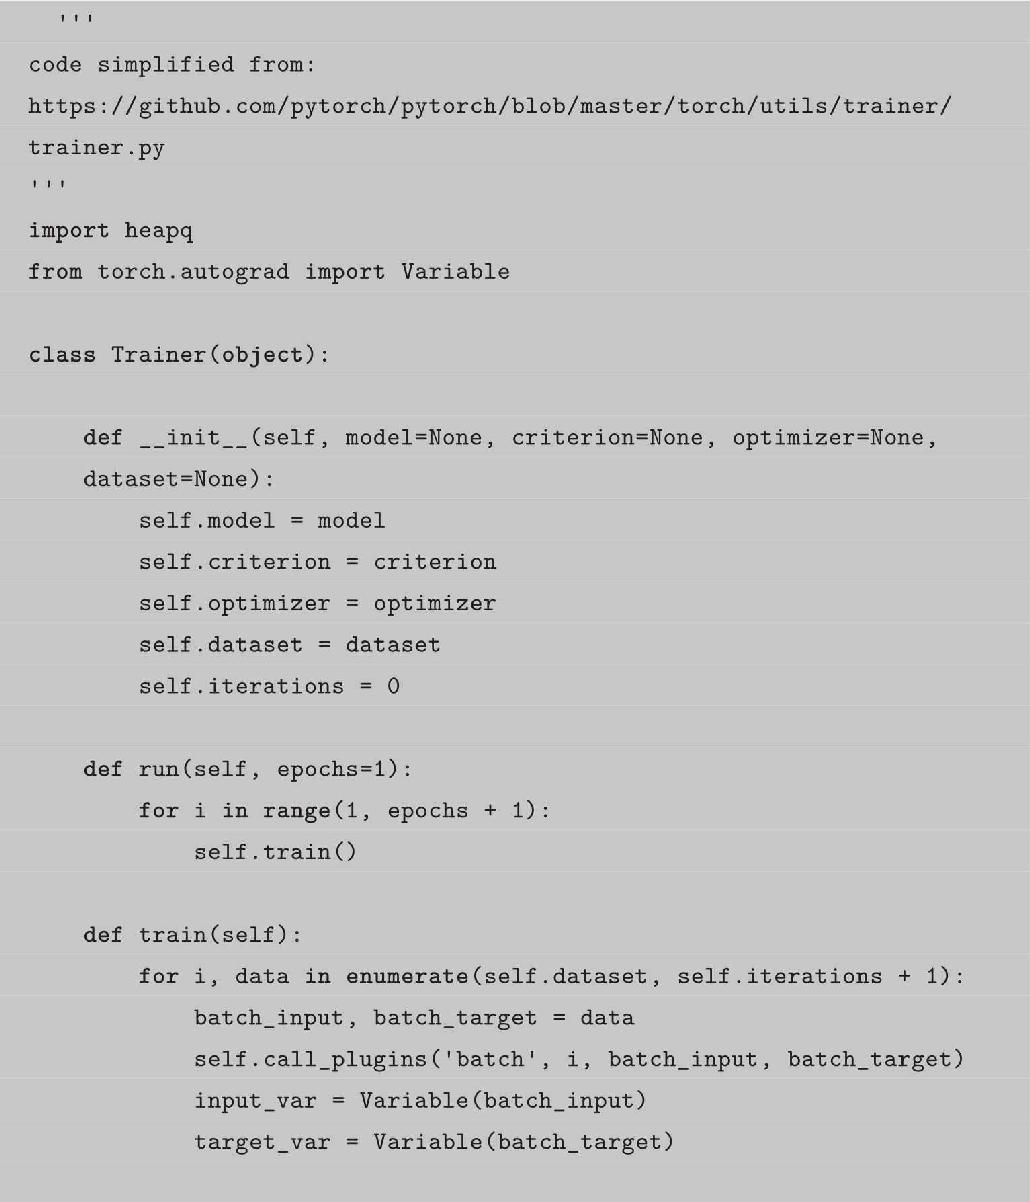 '''
code simplified from:
https://github.com/pytorch/pytorch/blob/master/torch/utils/trainer/
trainer.py
'''
import heapq
from torch.autograd import Variable

class Trainer(object):

    def __init__(self, model=None, criterion=None, optimizer=None,
    dataset=None):
        self.model = model
        self.criterion = criterion
        self.optimizer = optimizer
        self.dataset = dataset
        self.iterations = 0

    def run(self, epochs=1):
        for i in range(1, epochs + 1):
            self.train()

    def train(self):
        for i, data in enumerate(self.dataset, self.iterations + 1):
            batch_input, batch_target = data
            self.call_plugins('batch', i, batch_input, batch_target)
            input_var = Variable(batch_input)
            target_var = Variable(batch_target)